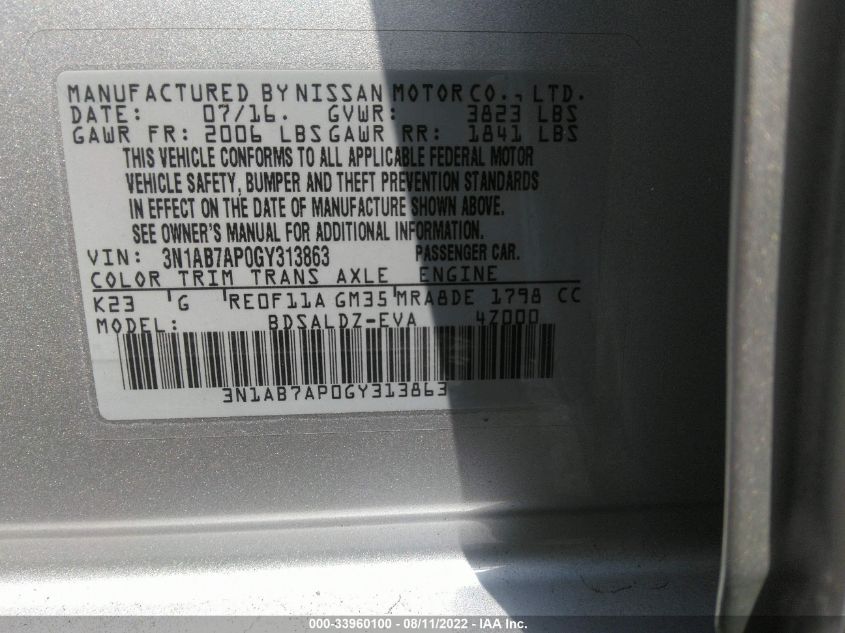 MANUFACTURED BY NISSAN MOTOR CO., LTD.
DATE: 07/16. GVWR: 3823 LBS
GAWR FR: 2006 LBS GAWR RR: 1841 LBS
THIS VEHICLE CONFORMS TO ALL APPLICABLE FEDERAL MOTOR
VEHICLE SAFETY, BUMPER AND THEFT PREVENTION STANDARDS
IN EFFECT ON THE DATE OF MANUFACTURE SHOWN ABOVE.
SEE OWNER'S MANUAL FOR ADDITIONAL INFORMATION.
VIN: 3N1AB7AP0GY313863 PASSENGER CAR.
COLOR TRIM TRANS AXLE ENGINE
K23 G RE0F11A GM35 MRA8DE 1798 CC
MODEL: BDSALDZ-EVA 4Z000
3N1AB7AP0GY313863
000-33960100 - 08/11/2022 - IAA Inc.